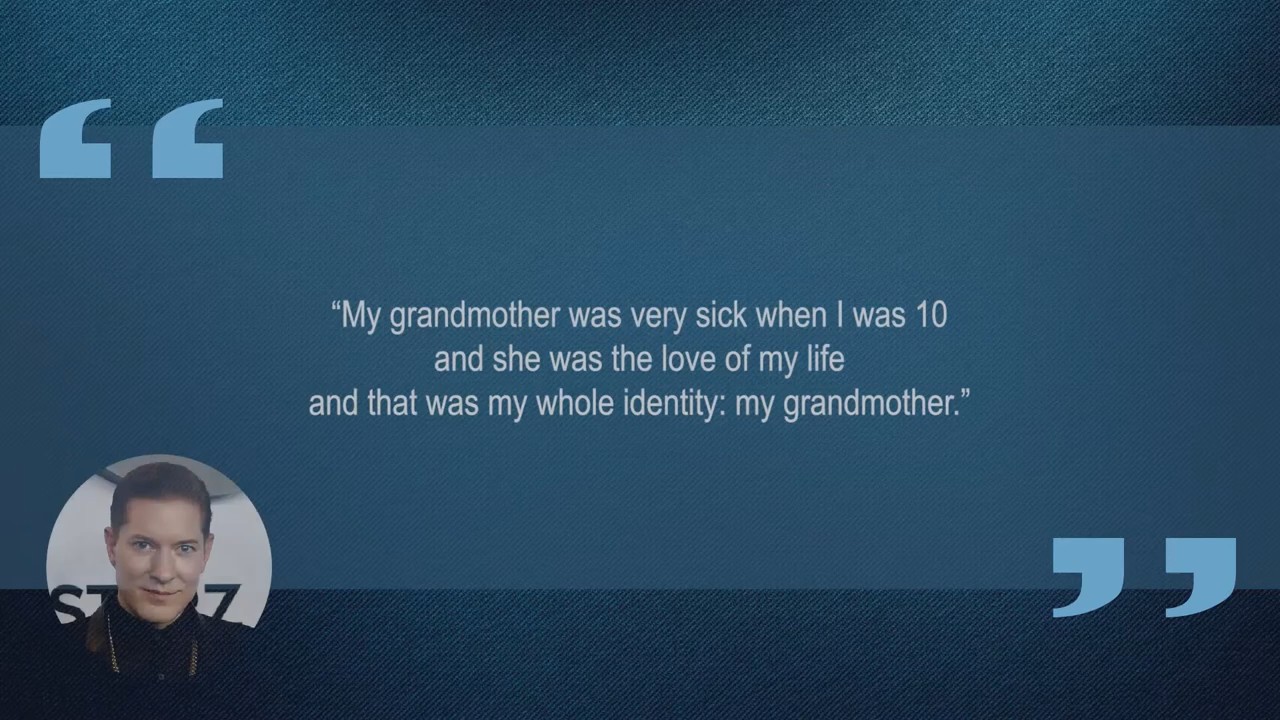 “My grandmother was very sick when I was 10
and she was the love of my life
and that was my whole identity: my grandmother.”